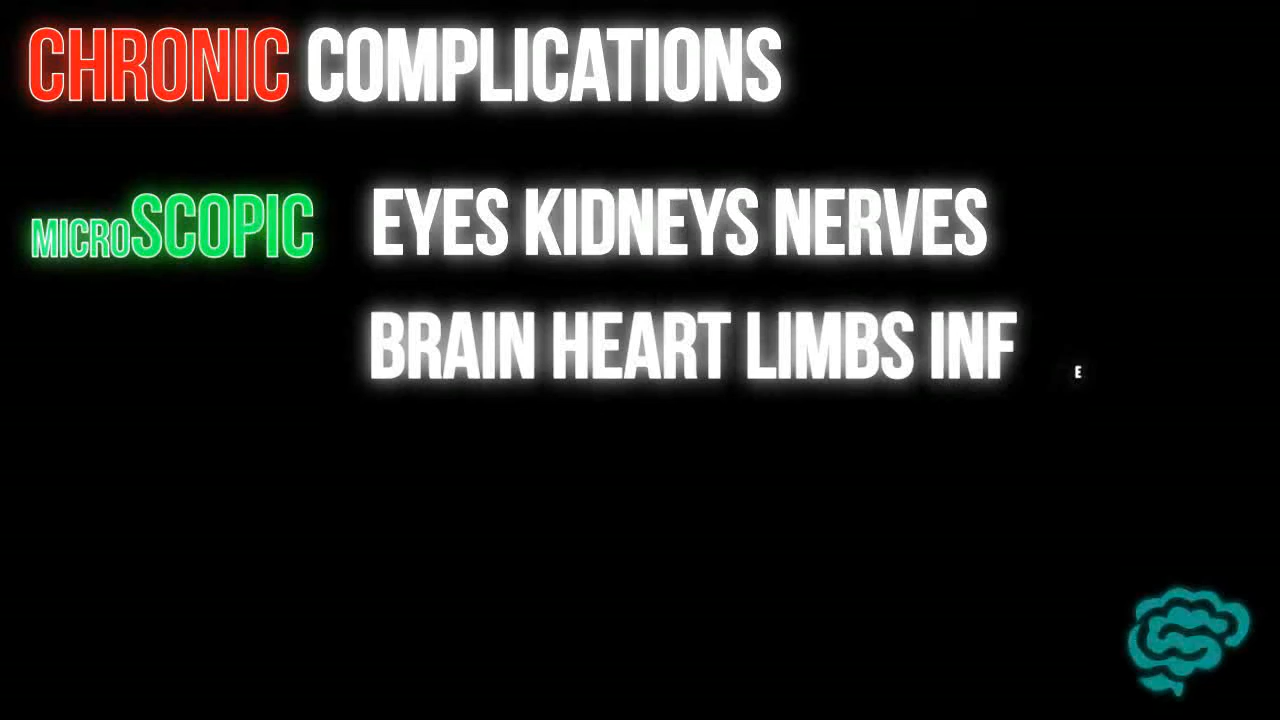 CHRONIC COMPLICATIONS
MICROSCOPIC EYES KIDNEYS NERVES
BRAIN HEART LIMBS INF E